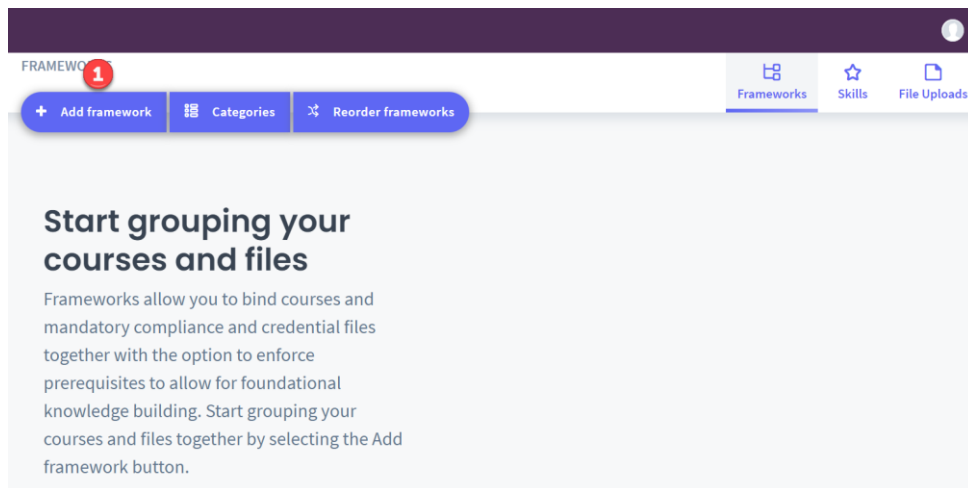 FRAMEWORKS
1
Frameworks Skills File Uploads
+ Add framework Categories Reorder frameworks
Start grouping your
courses and files
Frameworks allow you to bind courses and
mandatory compliance and credential files
together with the option to enforce
prerequisites to allow for foundational
knowledge building. Start grouping your
courses and files together by selecting the Add
framework button.